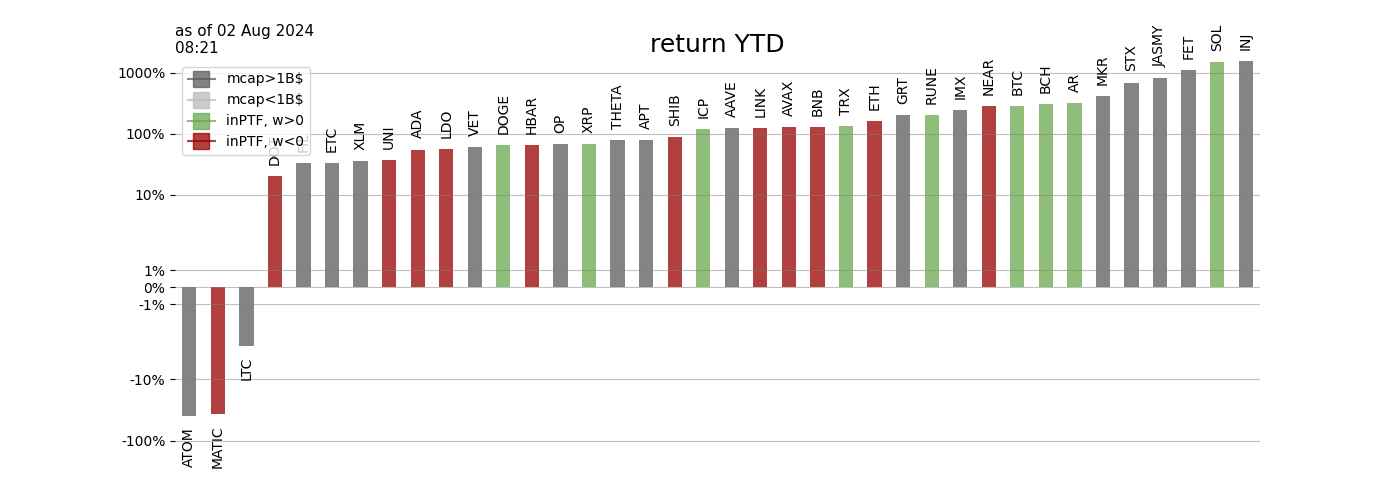 as of 02 Aug 2024
08:21
return YTD
mcap>1B$
mcap<1B$
inPTF, w>0
inPTF, w<0
1000%
100%
10%
1%
0%
-1%
-10%
-100%
ATOM
MATIC
LTC
ETC
XLM
UNI
ADA
LDO
VET
DOGE
HBAR
OP
XRP
THETA
APT
SHIB
ICP
AAVE
LINK
AVAX
BNB
TRX
ETH
GRT
RUNE
IMX
NEAR
BTC
BCH
AR
MKR
STX
JASMY
FET
SOL
INJ